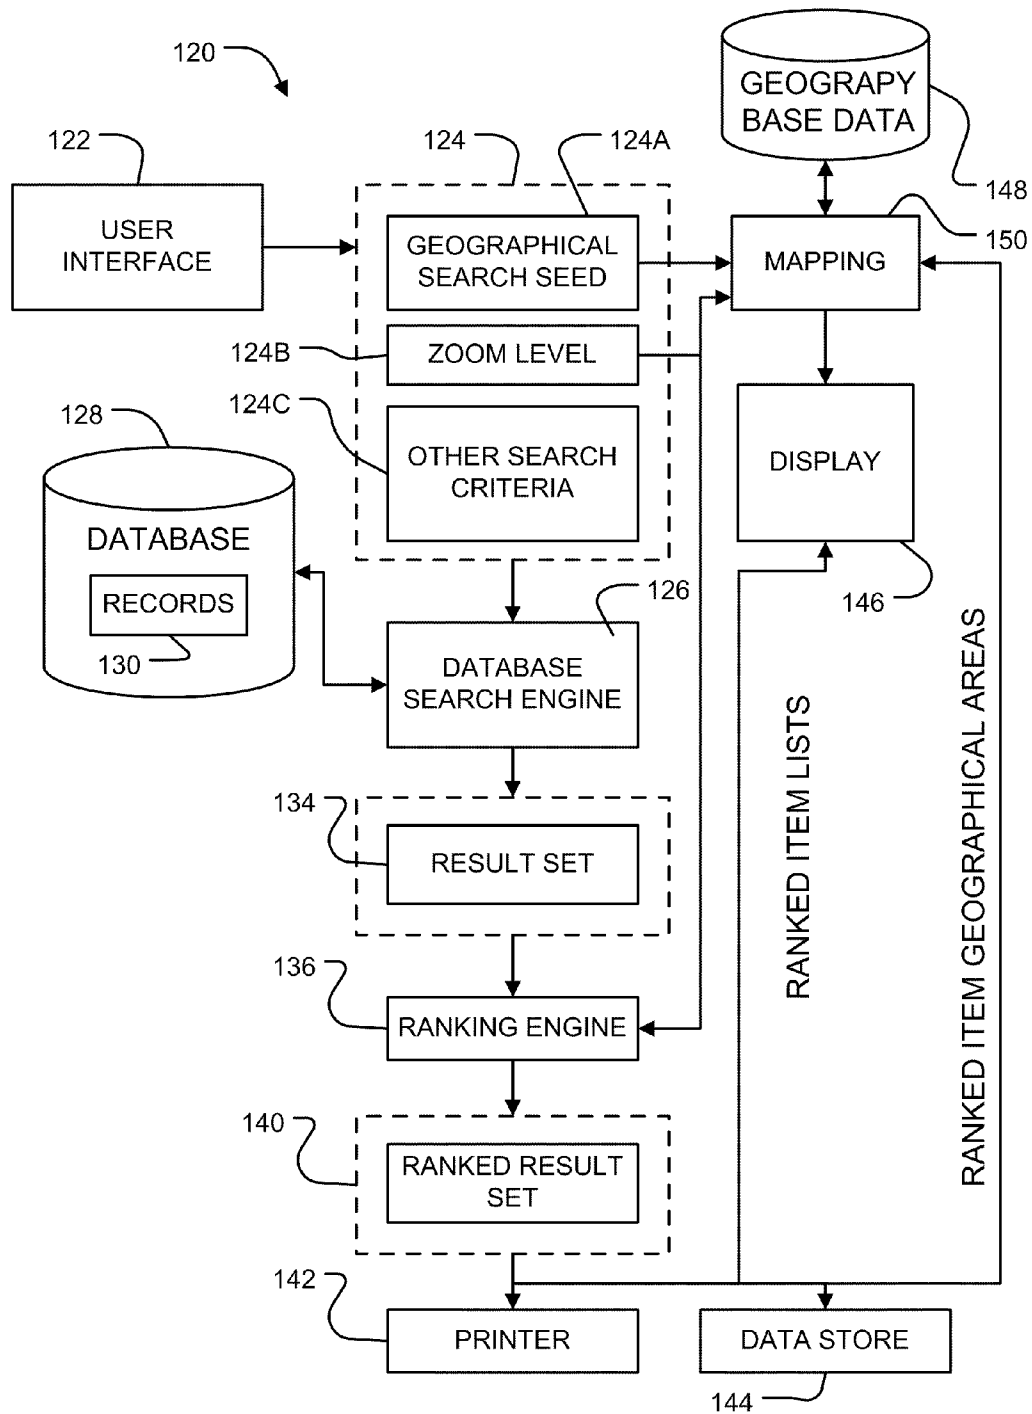 120
GEOGRAPY
BASE DATA
148
122
124
124A
USER
INTERFACE
GEOGRAPHICAL
SEARCH SEED
MAPPING
150
124B
ZOOM LEVEL
124C
OTHER SEARCH
CRITERIA
DISPLAY
146
128
DATABASE
RECORDS
130
126
DATABASE
SEARCH ENGINE
134
RESULT SET
136
RANKING ENGINE
140
RANKED RESULT
SET
RANKED ITEM LISTS
RANKED ITEM GEOGRAPHICAL AREAS
142
PRINTER
DATA STORE
144